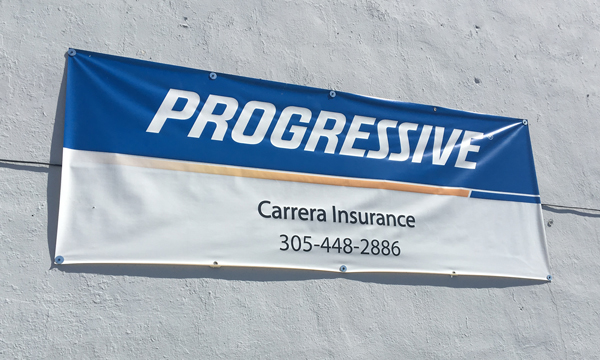 PROGRESSIVE
Carrera Insurance
305-448-2886